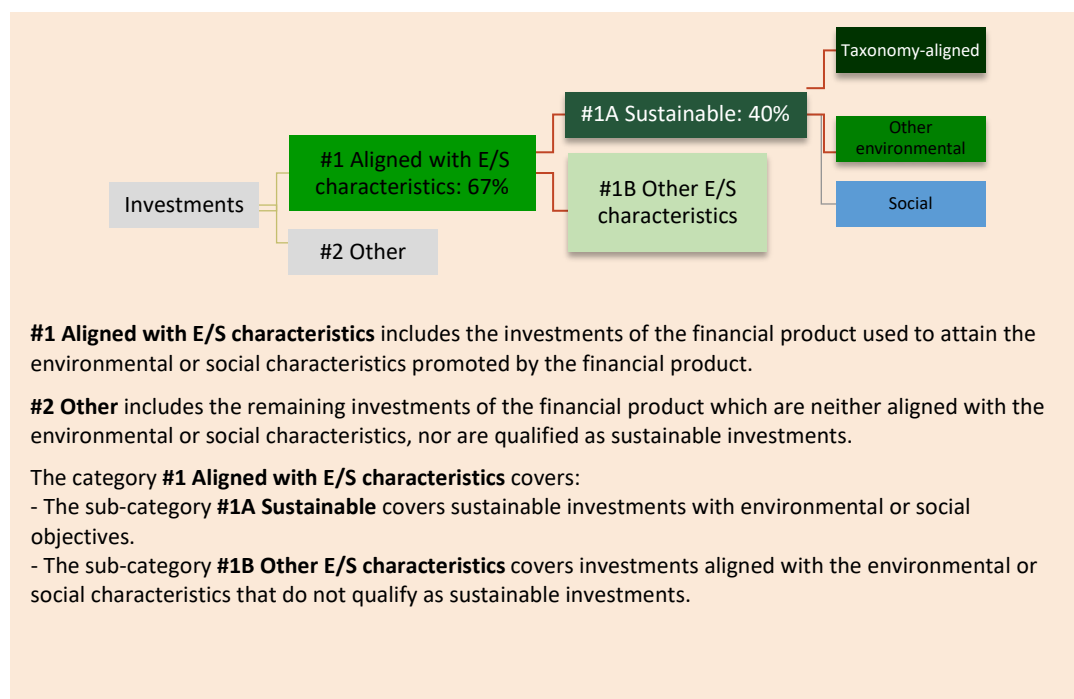 Taxonomy-aligned
#1A Sustainable: 40%
Other
environmental
#1 Aligned with E/S
characteristics: 67%
#1B Other E/S
characteristics
Investments
Social
#2 Other
#1 Aligned with E/S characteristics includes the investments of the financial product used to attain the
environmental or social characteristics promoted by the financial product.
#2 Other includes the remaining investments of the financial product which are neither aligned with the
environmental or social characteristics, nor are qualified as sustainable investments.
The category #1 Aligned with E/S characteristics covers:
- The sub-category #1A Sustainable covers sustainable investments with environmental or social
objectives.
- The sub-category #1B Other E/S characteristics covers investments aligned with the environmental or
social characteristics that do not qualify as sustainable investments.